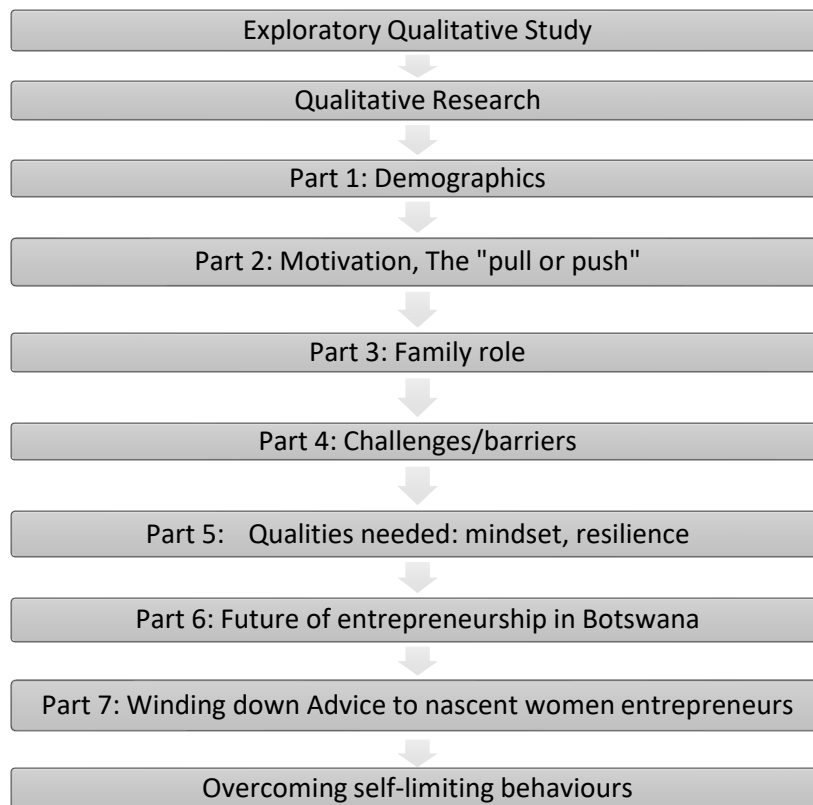 Exploratory Qualitative Study
Qualitative Research
Part 1: Demographics
Part 2: Motivation, The "pull or push"
Part 3: Family role
Part 4: Challenges/barriers
Part 5: Qualities needed: mindset, resilience
Part 6: Future of entrepreneurship in Botswana
Part 7: Winding down Advice to nascent women entrepreneurs
Overcoming self-limiting behaviours